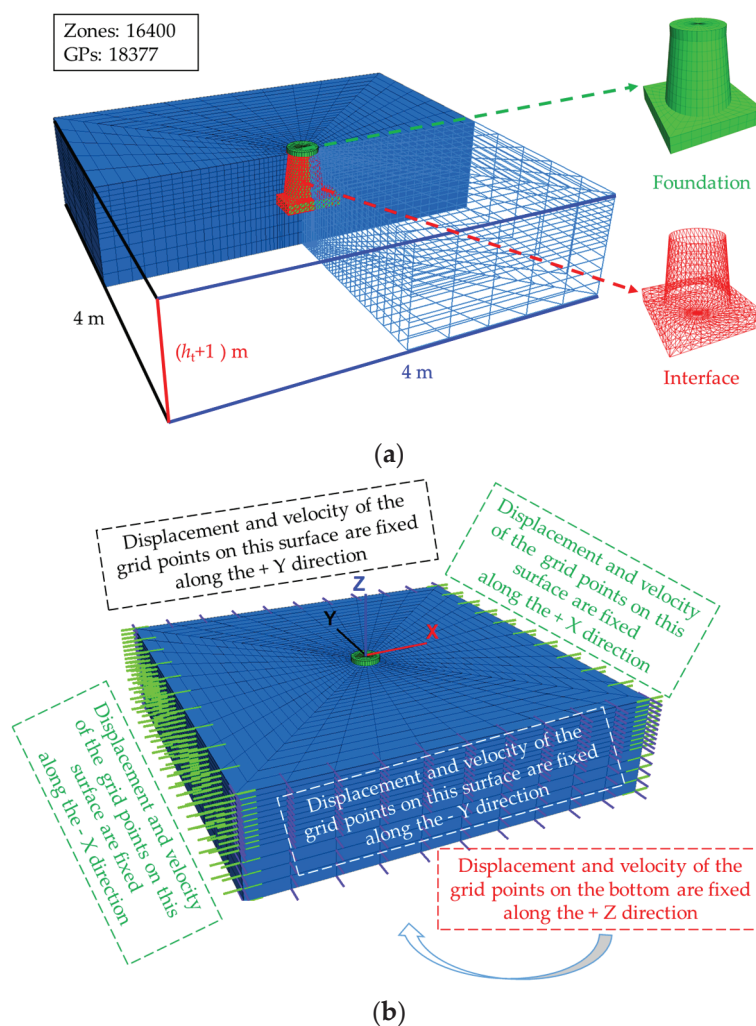 Zones: 16400
GPs: 18377
Foundation
4 m
(hₜ+1 ) m
4 m
Interface
(a)
Displacement and velocity of the
grid points on this surface are fixed
along the + Y direction
Displacement and velocity
of the grid points on this
surface are fixed
along the + X direction
Z
Y
X
Displacement and velocity
of the grid points on this
surface are fixed
along the - X direction
Displacement and velocity of the
grid points on this surface are fixed
along the - Y direction
Displacement and velocity of the
grid points on the bottom are fixed
along the + Z direction
(b)